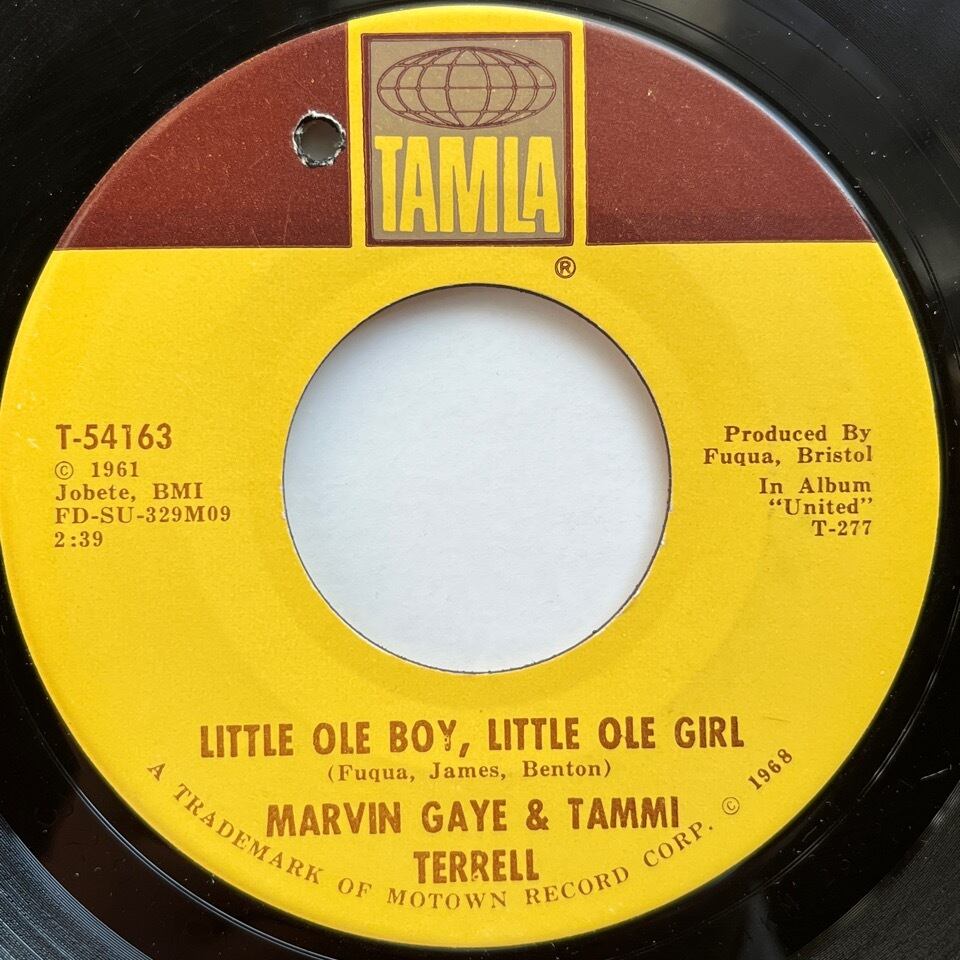 TAMLA
®
T-54163
© 1961
Jobete, BMI
FD-SU-329M09
2:39
Produced By
Fuqua, Bristol
In Album
"United"
T-277
LITTLE OLE BOY, LITTLE OLE GIRL
(Fuqua, James, Benton)
MARVIN GAYE & TAMMI
TERRELL
A TRADEMARK OF MOTOWN RECORD CORP. © 1968